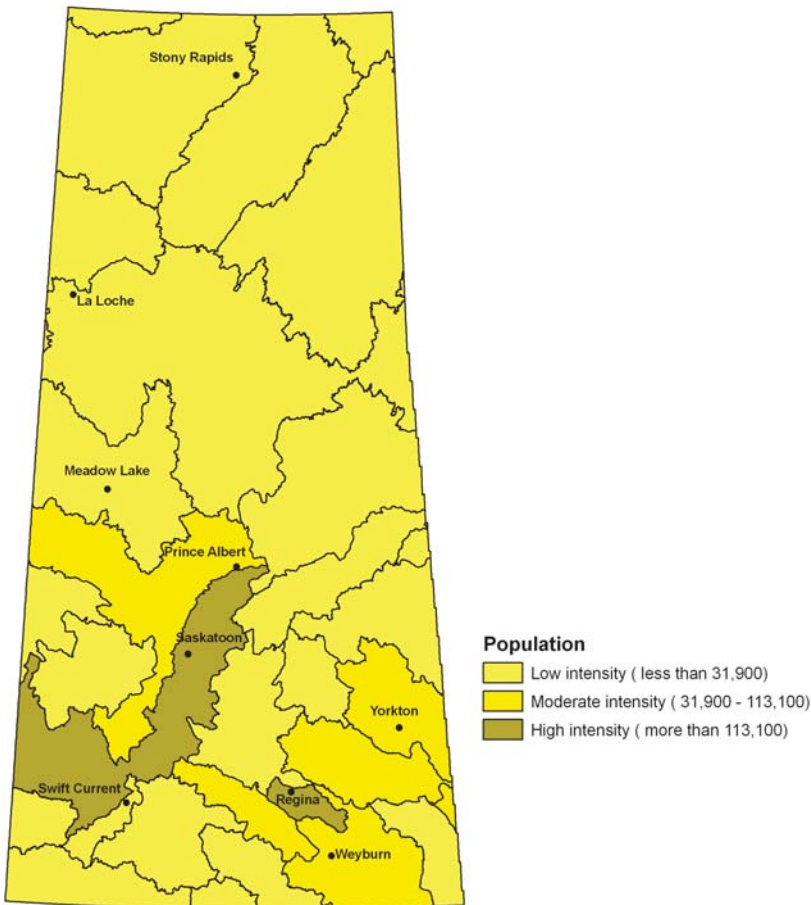 Stony Rapids
La Loche
Meadow Lake
Prince Albert
Saskatoon
Yorkton
Swift Current
Regina
Weyburn
Population
Low intensity ( less than 31,900)
Moderate intensity ( 31,900 - 113,100)
High intensity ( more than 113,100)